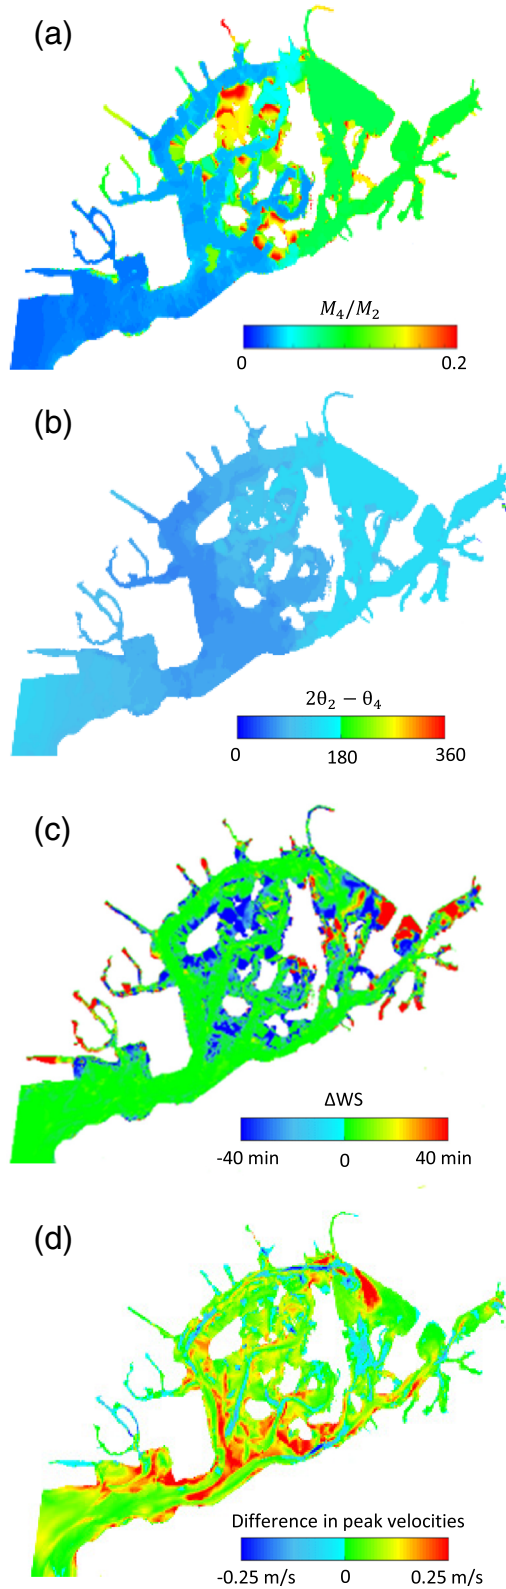 (a)
M₄/M₂
0 0.2
(b)
2θ₂ − θ₄
0 180 360
(c)
ΔWS
-40 min 0 40 min
(d)
Difference in peak velocities
-0.25 m/s 0 0.25 m/s